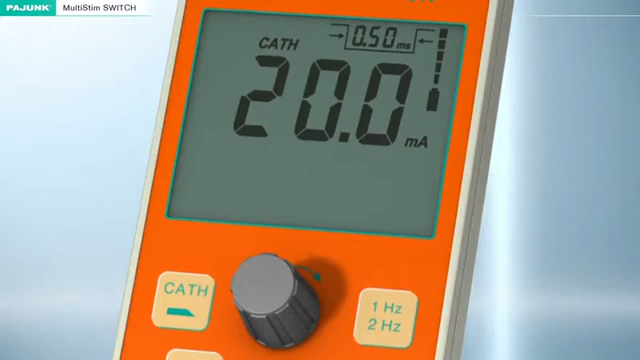 PAJUNK® MultiStim SWITCH
CATH
0.50 ms
20.0 mA
CATH
1 Hz
2 Hz